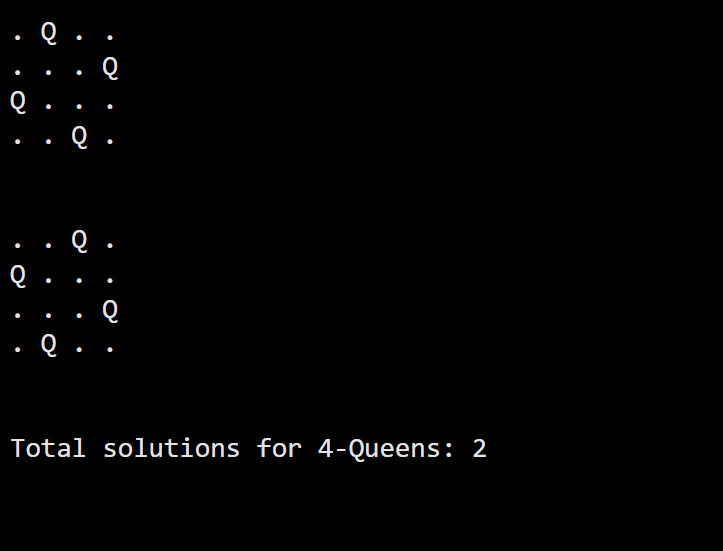 . Q . .
. . . Q
Q . . .
. . Q .
. . Q .
Q . . .
. . . Q
. Q . .
Total solutions for 4-Queens: 2